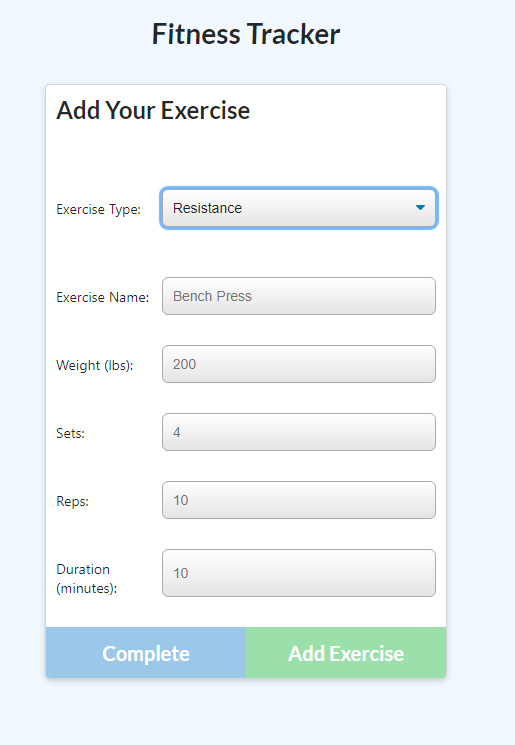 Fitness Tracker
Add Your Exercise
Exercise Type: Resistance
Exercise Name: Bench Press
Weight (lbs): 200
Sets: 4
Reps: 10
Duration
(minutes): 10
Complete Add Exercise